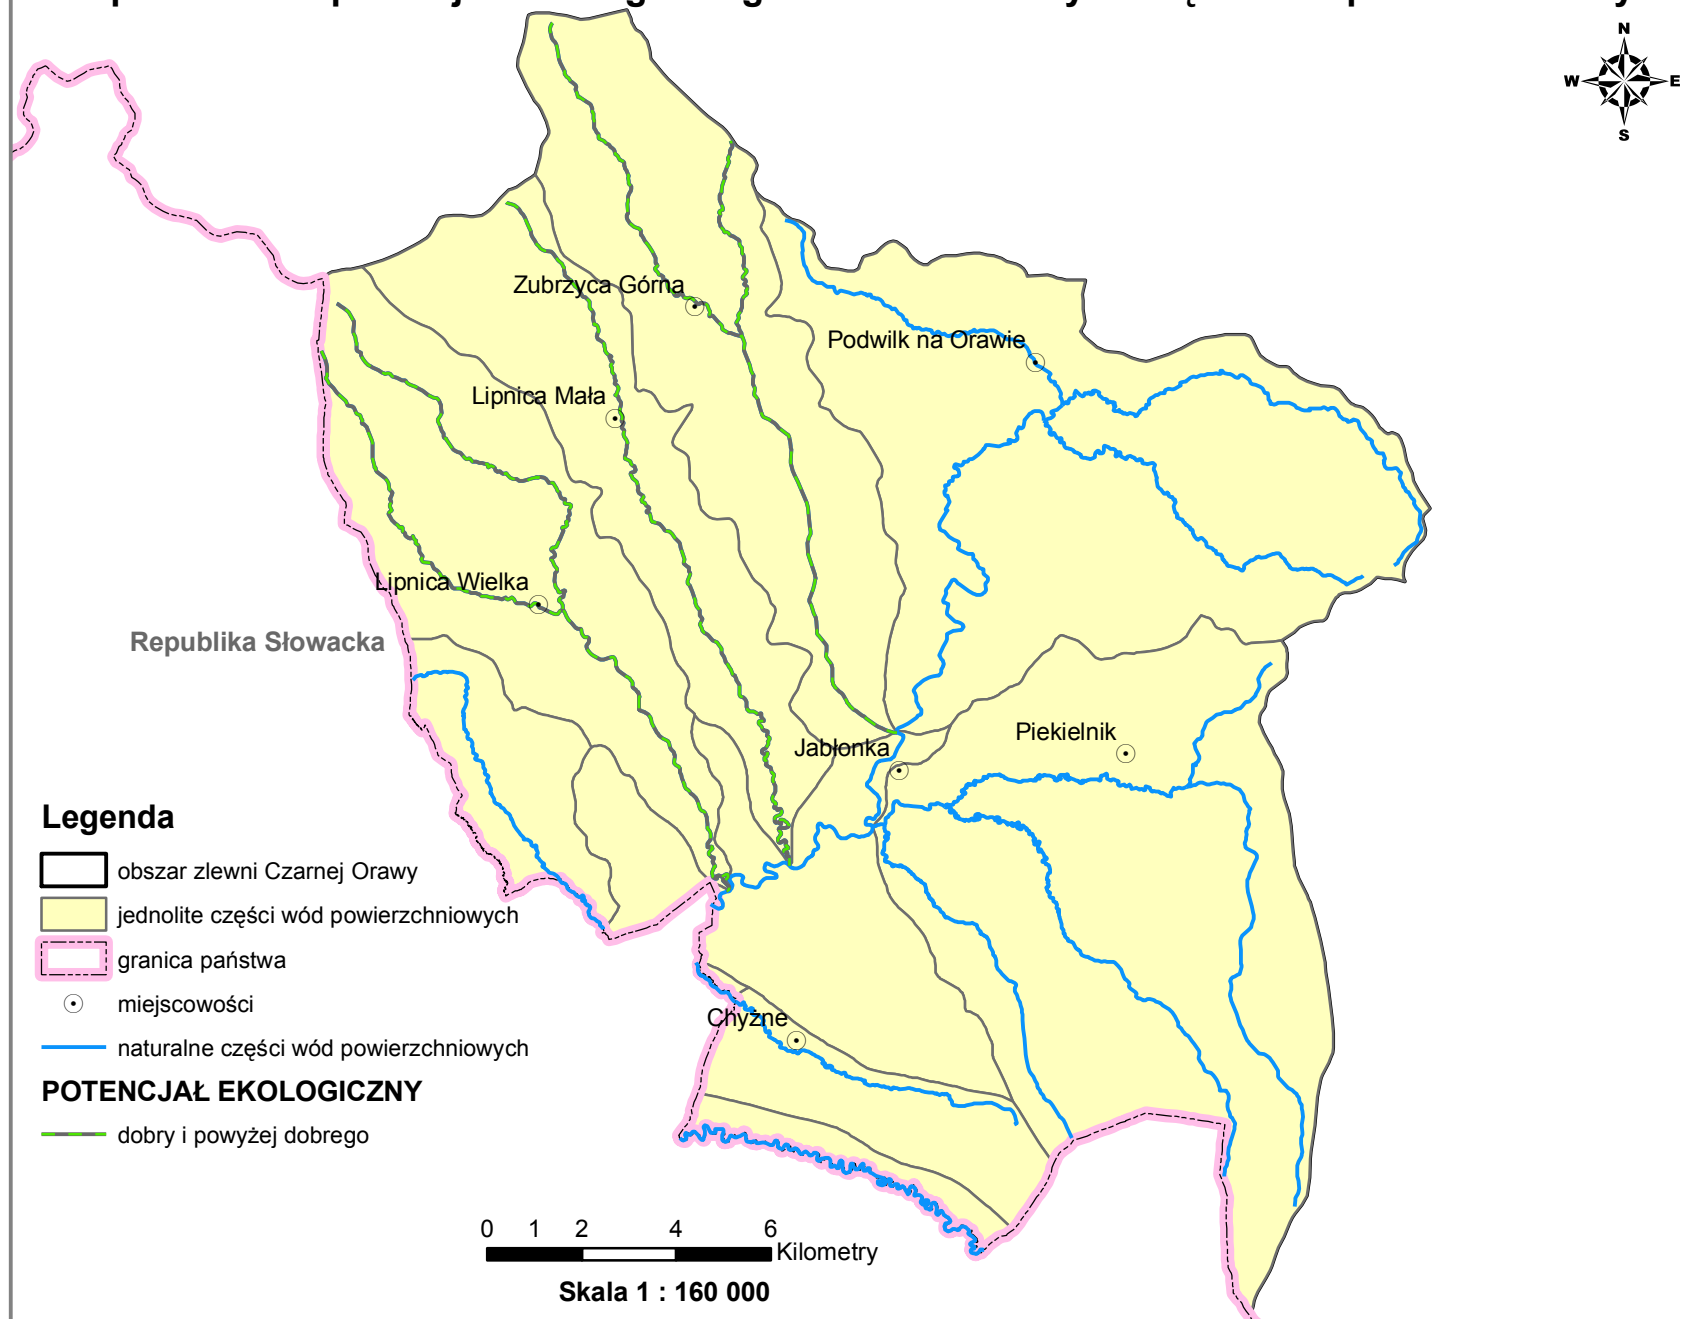 N
W E
S
Zubrzyca Górna
Podwilk na Orawie
Lipnica Mała
Lipnica Wielka
Republika Słowacka
Piekielnik
Jabłonka
Chyżne
Legenda
obszar zlewni Czarnej Orawy
jednolite części wód powierzchniowych
granica państwa
miejscowości
naturalne części wód powierzchniowych
POTENCJAŁ EKOLOGICZNY
dobry i powyżej dobrego
0 1 2 4 6
Kilometry
Skala 1 : 160 000